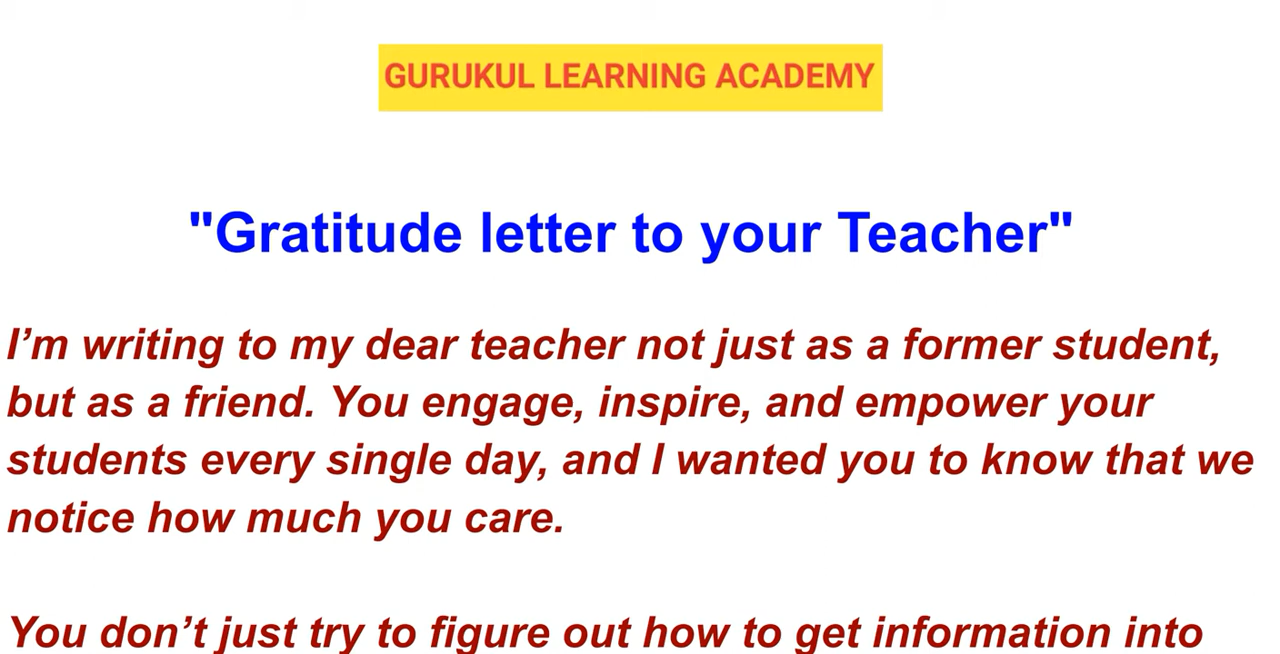 GURUKUL LEARNING ACADEMY
"Gratitude letter to your Teacher"
I’m writing to my dear teacher not just as a former student,
but as a friend. You engage, inspire, and empower your
students every single day, and I wanted you to know that we
notice how much you care.
You don’t just try to figure out how to get information into